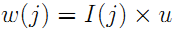 w(j) = I(j) × u